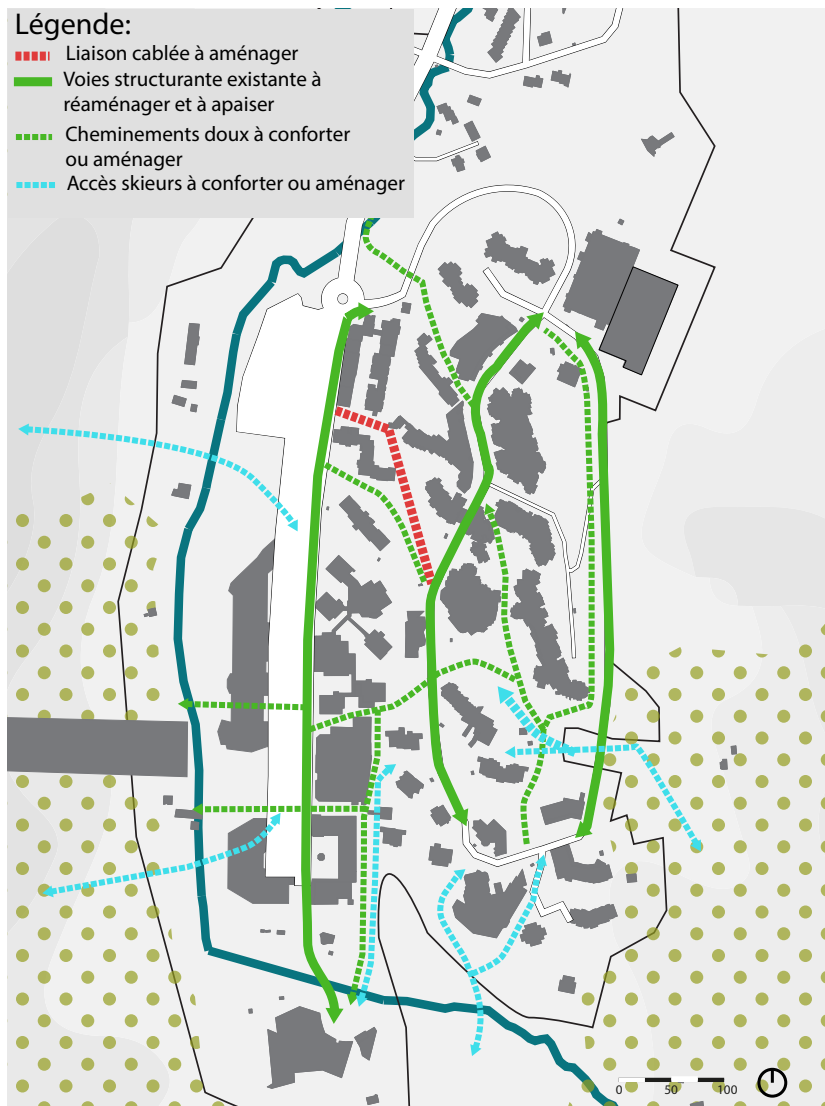 Légende:
Liaison cablée à aménager
Voies structurante existante à
réaménager et à apaiser
Cheminements doux à conforter
ou aménager
Accès skieurs à conforter ou aménager
0 50 100